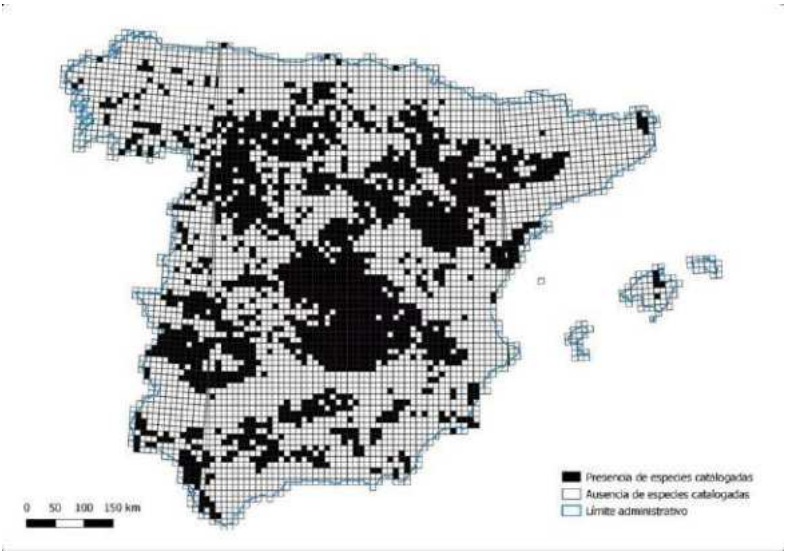 Presencia de especies catalogadas
Ausencia de especies catalogadas
Límite administrativo
0 50 100 150 km